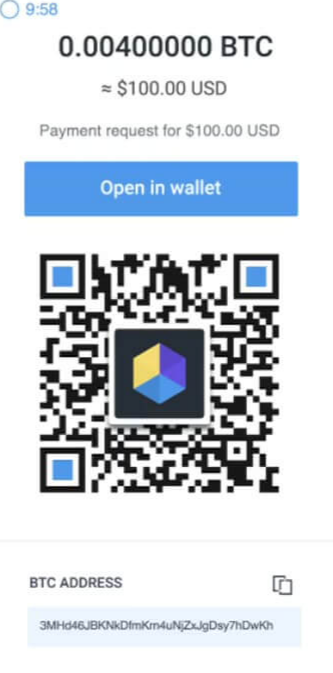 9:58
0.00400000 BTC
≈ $100.00 USD
Payment request for $100.00 USD
Open in wallet
BTC ADDRESS
3MHd46JBKNkDfmKm4uNjZxJgDsy7hDwKh